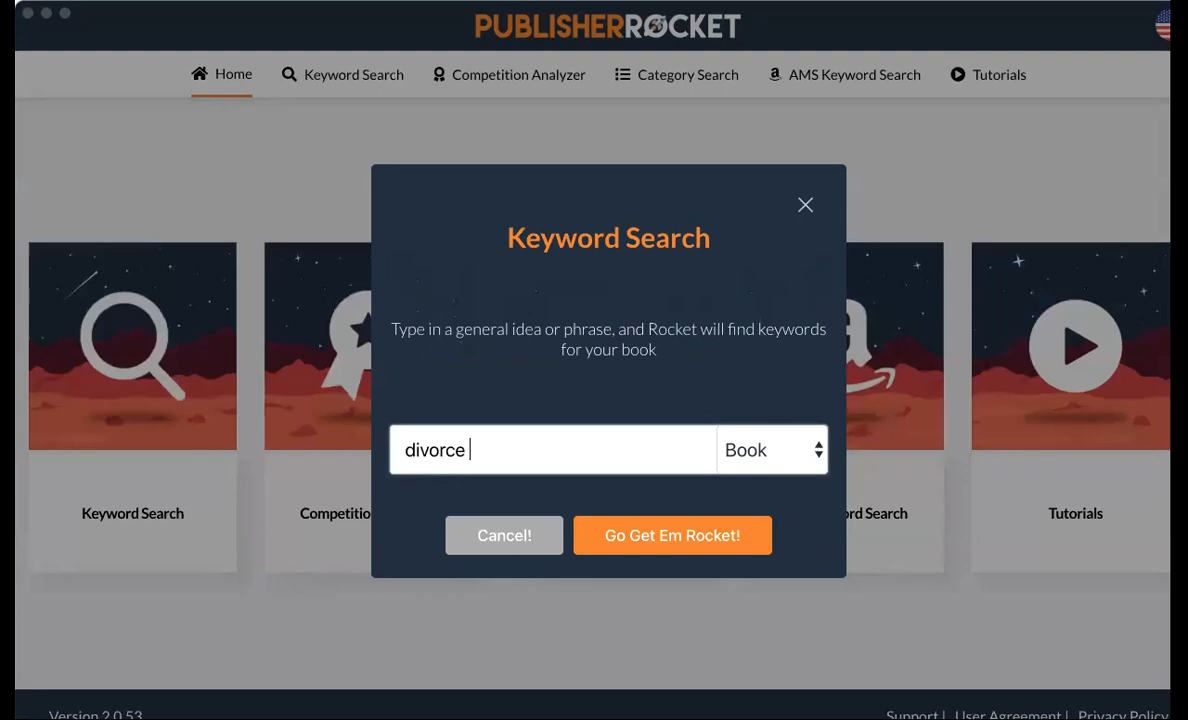 PUBLISHERROCKET
Home
Keyword Search
Competition Analyzer
Category Search
AMS Keyword Search
Tutorials
Keyword Search
Type in a general idea or phrase, and Rocket will find keywords
for your book
divorce
Book
Cancel!
Go Get Em Rocket!
Keyword Search
Competitio
rd Search
Tutorials
Version 2.0.53
Support |
User Agreement |
Privacy Policy